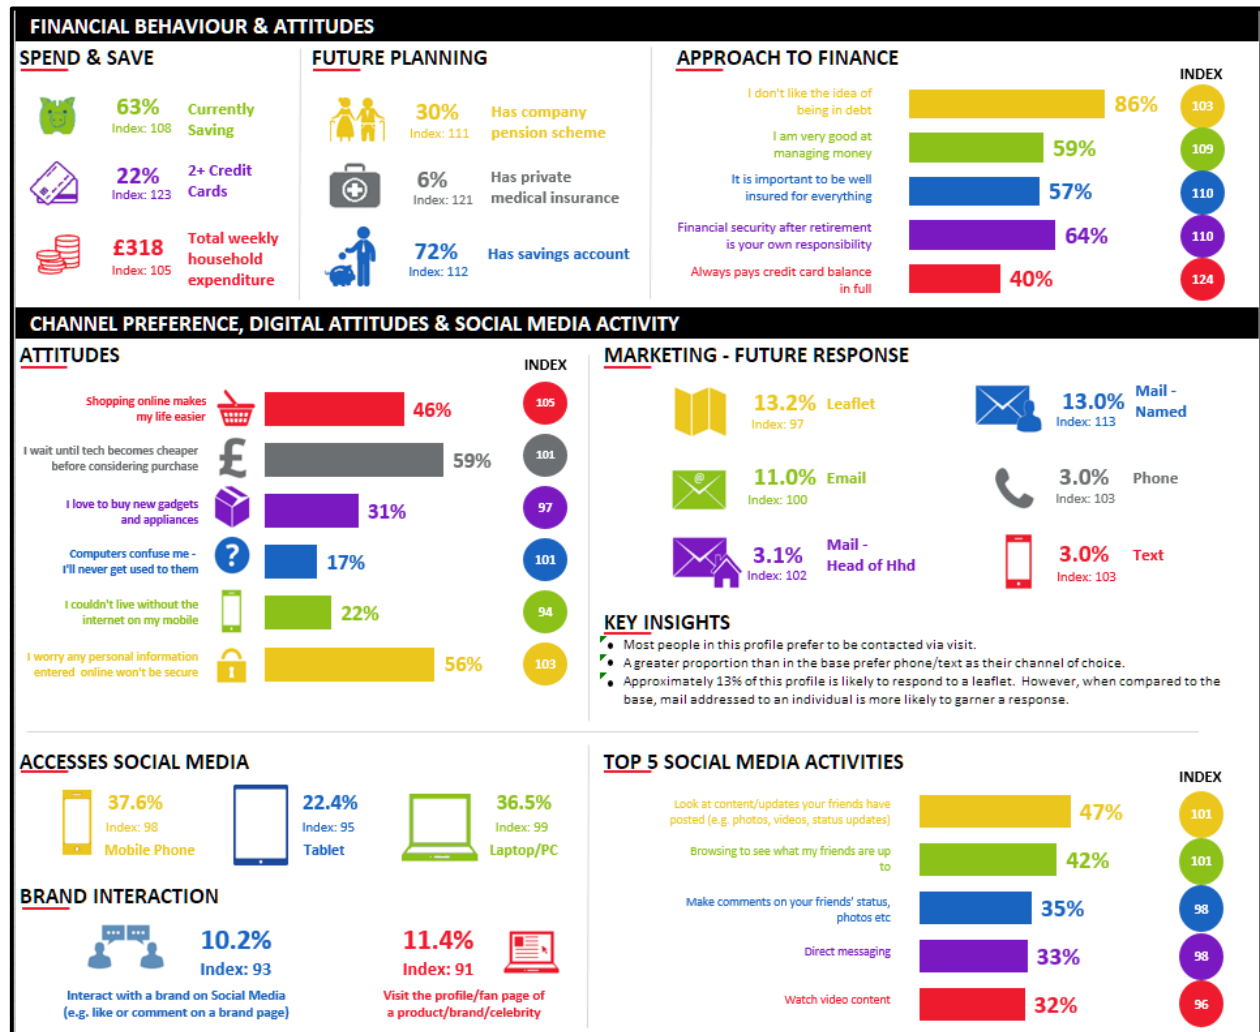 FINANCIAL BEHAVIOUR & ATTITUDES
SPEND & SAVE
63%
Index: 108
Currently
Saving
22%
Index: 123
2+ Credit
Cards
£318
Index: 105
Total weekly
household
expenditure
FUTURE PLANNING
30%
Index: 111
Has company
pension scheme
6%
Index: 121
Has private
medical insurance
72%
Index: 112
Has savings account
APPROACH TO FINANCE
INDEX
I don't like the idea of
being in debt
86%
103
I am very good at
managing money
59%
109
It is important to be well
insured for everything
57%
110
Financial security after retirement
is your own responsibility
64%
110
Always pays credit card balance
in full
40%
124
CHANNEL PREFERENCE, DIGITAL ATTITUDES & SOCIAL MEDIA ACTIVITY
ATTITUDES
INDEX
Shopping online makes
my life easier
46%
105
I wait until tech becomes cheaper
before considering purchase
£
59%
101
I love to buy new gadgets
and appliances
31%
97
Computers confuse me -
I'll never get used to them
?
17%
101
I couldn't live without the
internet on my mobile
22%
94
I worry any personal information
entered online won't be secure
56%
103
MARKETING - FUTURE RESPONSE
13.2% Leaflet
Index: 97
13.0%
Index: 113
Mail -
Named
@
11.0% Email
Index: 100
3.0% Phone
Index: 103
3.1%
Index: 102
Mail -
Head of Hhd
3.0% Text
Index: 103
KEY INSIGHTS
• Most people in this profile prefer to be contacted via visit.
• A greater proportion than in the base prefer phone/text as their channel of choice.
• Approximately 13% of this profile is likely to respond to a leaflet. However, when compared to the
base, mail addressed to an individual is more likely to garner a response.
ACCESSES SOCIAL MEDIA
37.6%
Index: 98
Mobile Phone
22.4%
Index: 95
Tablet
36.5%
Index: 99
Laptop/PC
BRAND INTERACTION
10.2%
Index: 93
Interact with a brand on Social Media
(e.g. like or comment on a brand page)
11.4%
Index: 91
Visit the profile/fan page of
a product/brand/celebrity
TOP 5 SOCIAL MEDIA ACTIVITIES
INDEX
Look at content/updates your friends have
posted (e.g. photos, videos, status updates)
47%
101
Browsing to see what my friends are up
to
42%
101
Make comments on your friends' status,
photos etc
35%
98
Direct messaging
33%
98
Watch video content
32%
96